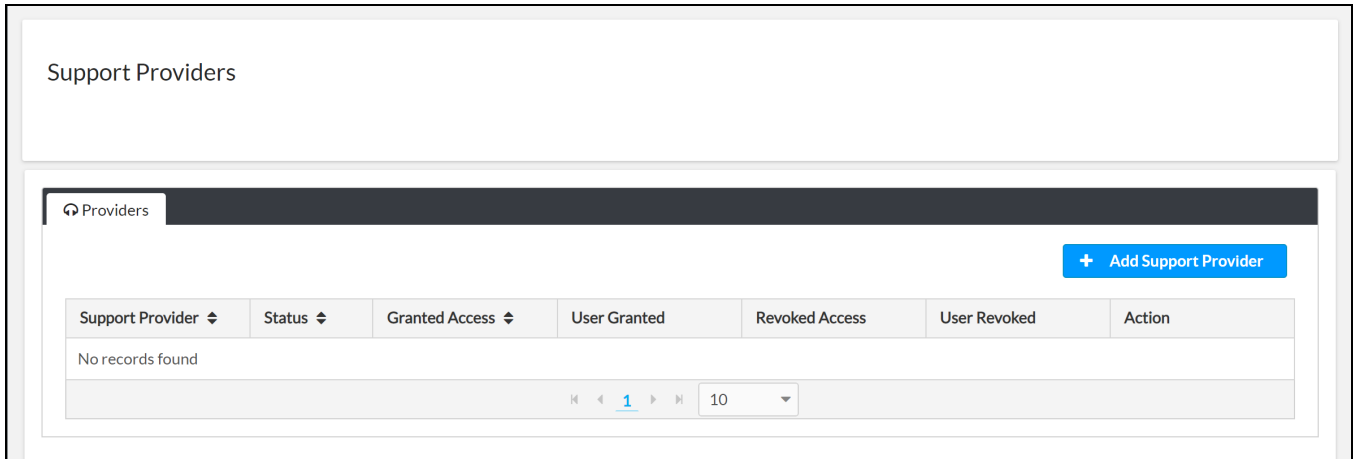 Support Providers
Providers
+ Add Support Provider
Support Provider Status Granted Access User Granted Revoked Access User Revoked Action
No records found
1 10